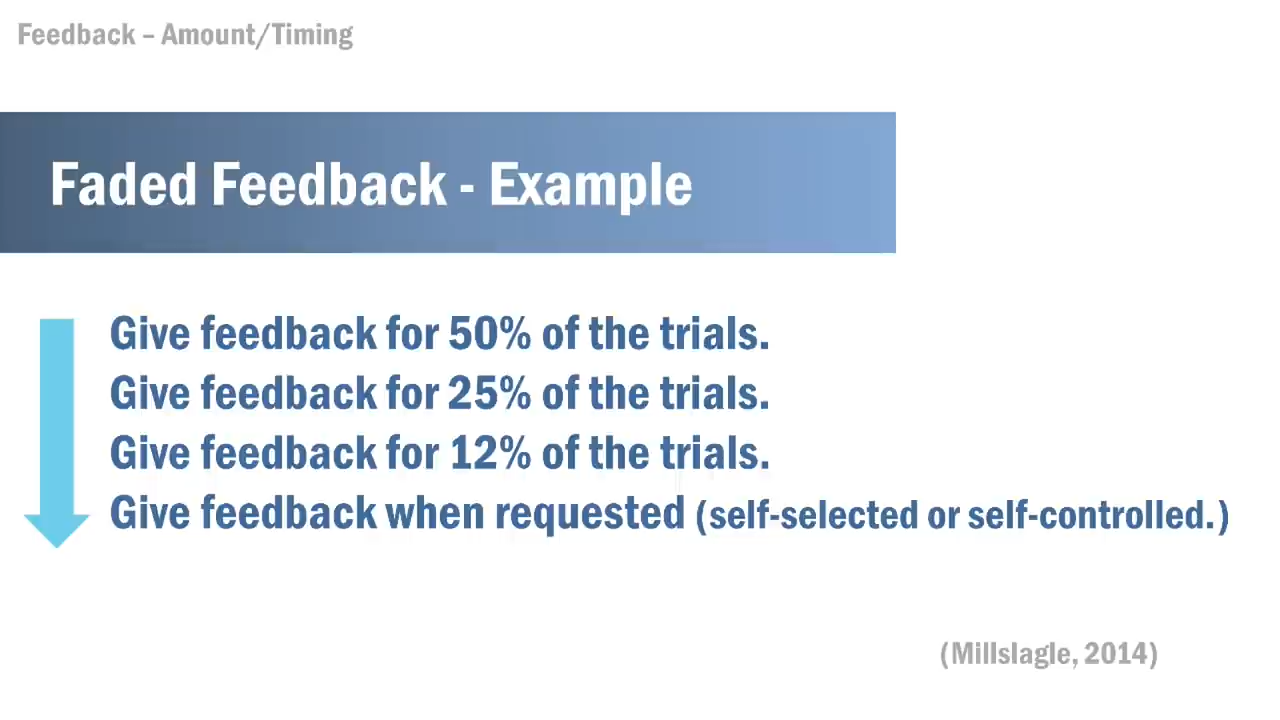 Feedback – Amount/Timing
Faded Feedback - Example
Give feedback for 50% of the trials.
Give feedback for 25% of the trials.
Give feedback for 12% of the trials.
Give feedback when requested (self-selected or self-controlled.)
(Millslagle, 2014)